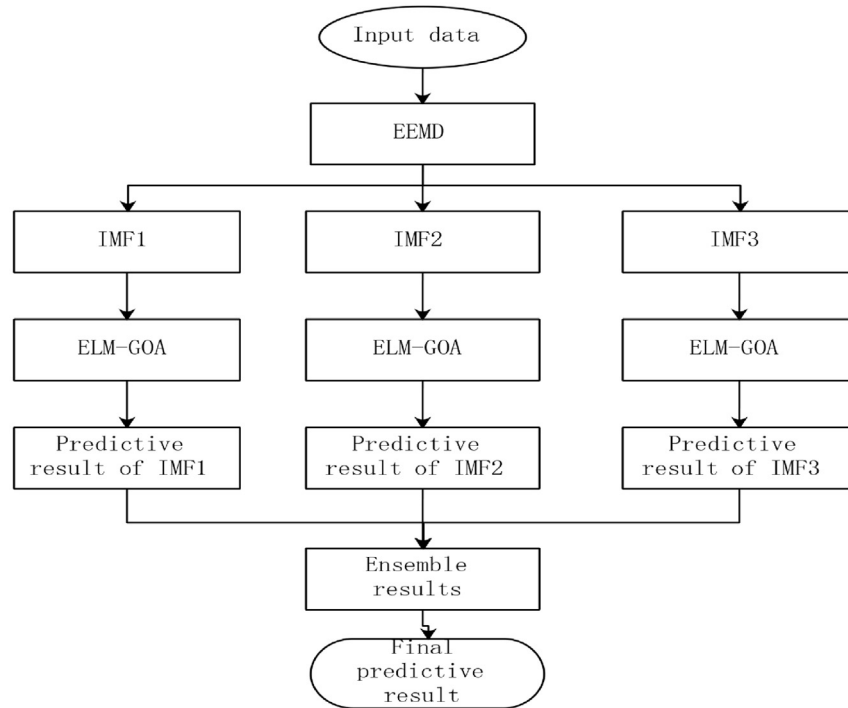 Input data
EEMD
IMF1
IMF2
IMF3
ELM-GOA
ELM-GOA
ELM-GOA
Predictive
result of IMF1
Predictive
result of IMF2
Predictive
result of IMF3
Ensemble
results
Final
predictive
result